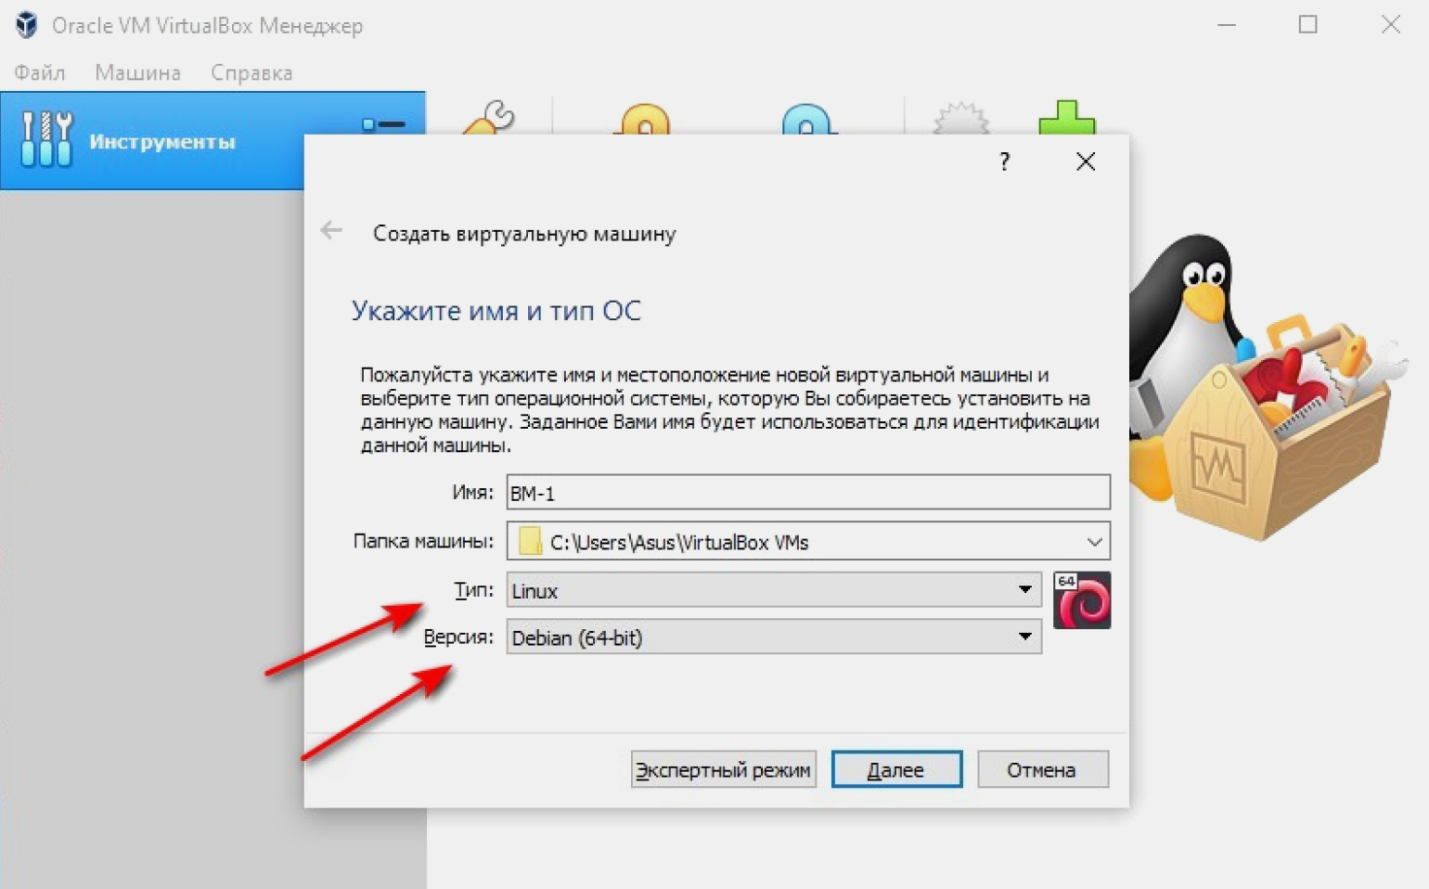 Oracle VM VirtualBox Менеджер
Файл Машина Справка
Инструменты
?
Создать виртуальную машину
Укажите имя и тип ОС
Пожалуйста укажите имя и местоположение новой виртуальной машины и
выберите тип операционной системы, которую Вы собираетесь установить на
данную машину. Заданное Вами имя будет использоваться для идентификации
данной машины.
Имя: ВМ-1
Папка машины: C:\Users\Asus\VirtualBox VMs
Тип: Linux
64
Версия: Debian (64-bit)
Экспертный режим Далее Отмена